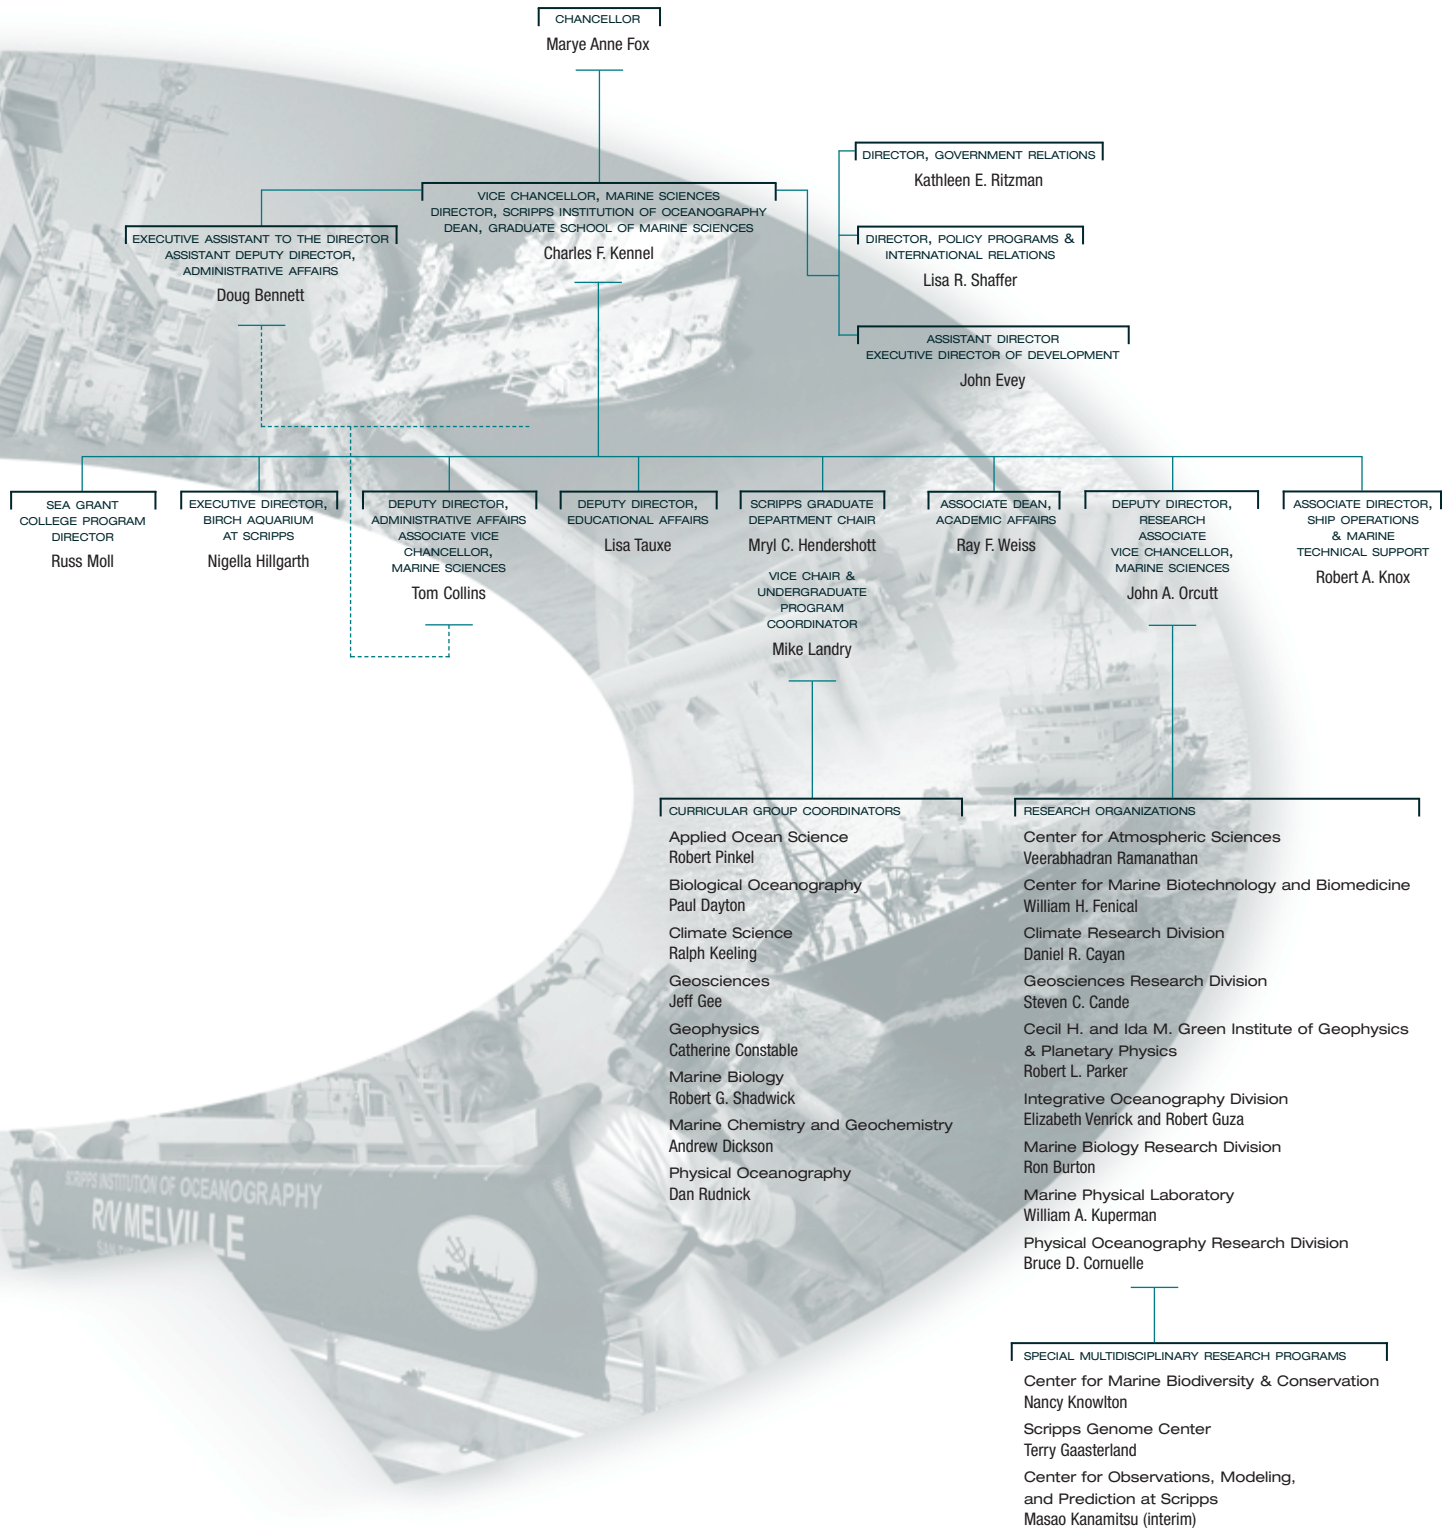 CHANCELLOR
Marye Anne Fox
DIRECTOR, GOVERNMENT RELATIONS
Kathleen E. Ritzman
VICE CHANCELLOR, MARINE SCIENCES
DIRECTOR, SCRIPPS INSTITUTION OF OCEANOGRAPHY
DEAN, GRADUATE SCHOOL OF MARINE SCIENCES
Charles F. Kennel
EXECUTIVE ASSISTANT TO THE DIRECTOR
ASSISTANT DEPUTY DIRECTOR,
ADMINISTRATIVE AFFAIRS
Doug Bennett
DIRECTOR, POLICY PROGRAMS &
INTERNATIONAL RELATIONS
Lisa R. Shaffer
ASSISTANT DIRECTOR
EXECUTIVE DIRECTOR OF DEVELOPMENT
John Evey
SEA GRANT
COLLEGE PROGRAM
DIRECTOR
Russ Moll
EXECUTIVE DIRECTOR,
BIRCH AQUARIUM
AT SCRIPPS
Nigella Hillgarth
DEPUTY DIRECTOR,
ADMINISTRATIVE AFFAIRS
ASSOCIATE VICE
CHANCELLOR,
MARINE SCIENCES
Tom Collins
DEPUTY DIRECTOR,
EDUCATIONAL AFFAIRS
Lisa Tauxe
SCRIPPS GRADUATE
DEPARTMENT CHAIR
Mryl C. Hendershott
VICE CHAIR &
UNDERGRADUATE
PROGRAM
COORDINATOR
Mike Landry
ASSOCIATE DEAN,
ACADEMIC AFFAIRS
Ray F. Weiss
DEPUTY DIRECTOR,
RESEARCH
ASSOCIATE
VICE CHANCELLOR,
MARINE SCIENCES
John A. Orcutt
ASSOCIATE DIRECTOR,
SHIP OPERATIONS
& MARINE
TECHNICAL SUPPORT
Robert A. Knox
CURRICULAR GROUP COORDINATORS
Applied Ocean Science
Robert Pinkel
Biological Oceanography
Paul Dayton
Climate Science
Ralph Keeling
Geosciences
Jeff Gee
Geophysics
Catherine Constable
Marine Biology
Robert G. Shadwick
Marine Chemistry and Geochemistry
Andrew Dickson
Physical Oceanography
Dan Rudnick
RESEARCH ORGANIZATIONS
Center for Atmospheric Sciences
Veerabhadran Ramanathan
Center for Marine Biotechnology and Biomedicine
William H. Fenical
Climate Research Division
Daniel R. Cayan
Geosciences Research Division
Steven C. Cande
Cecil H. and Ida M. Green Institute of Geophysics
& Planetary Physics
Robert L. Parker
Integrative Oceanography Division
Elizabeth Venrick and Robert Guza
Marine Biology Research Division
Ron Burton
Marine Physical Laboratory
William A. Kuperman
Physical Oceanography Research Division
Bruce D. Cornuelle
SPECIAL MULTIDISCIPLINARY RESEARCH PROGRAMS
Center for Marine Biodiversity & Conservation
Nancy Knowlton
Scripps Genome Center
Terry Gaasterland
Center for Observations, Modeling,
and Prediction at Scripps
Masao Kanamitsu (interim)
SCRIPPS INSTITUTION OF OCEANOGRAPHY
R/V MELVILLE